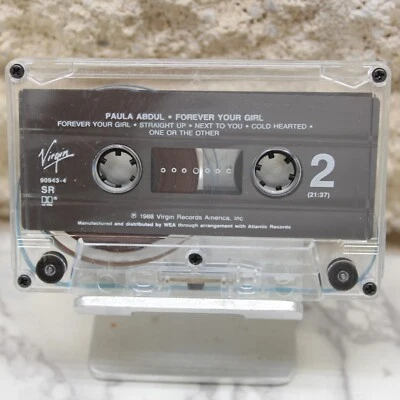 PAULA ABDUL • FOREVER YOUR GIRL
FOREVER YOUR GIRL • STRAIGHT UP • NEXT TO YOU • COLD HEARTED •
ONE OR THE OTHER
Virgin
90943-4
SR
2
(21:37)
℗ 1988 Virgin Records America, Inc
Manufactured and distributed by WEA through arrangement with Atlantic Records